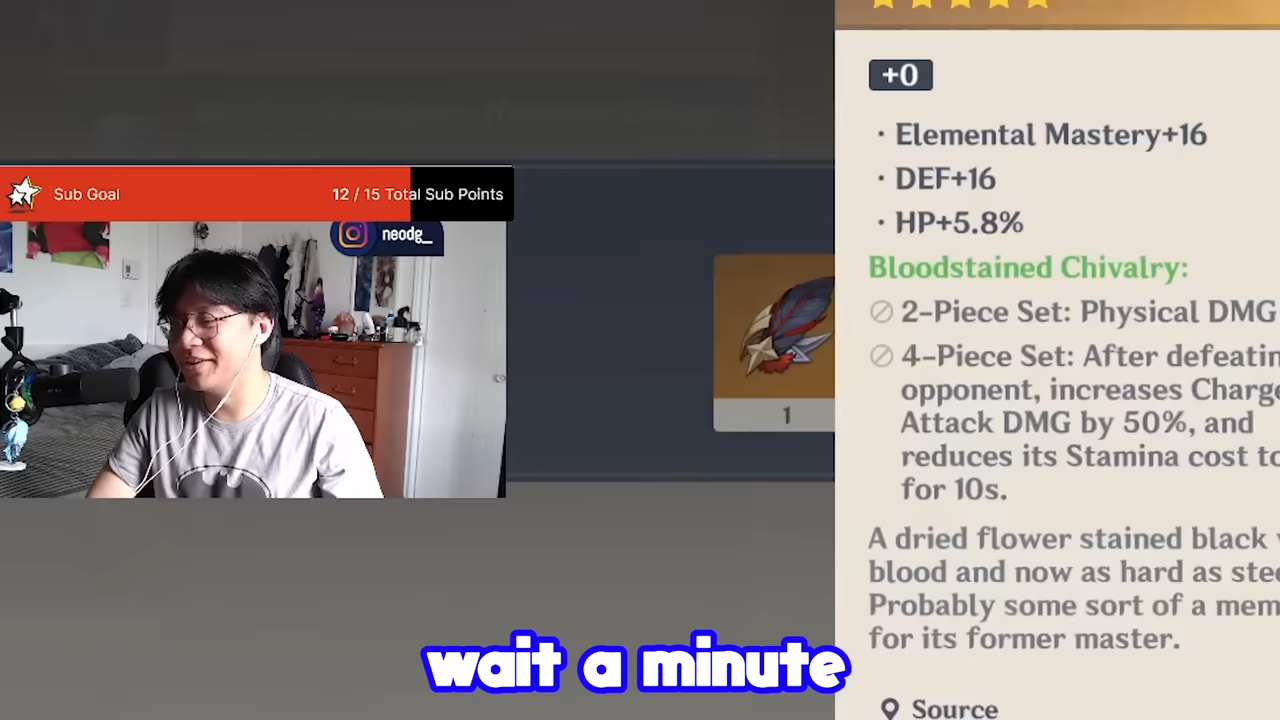 +0
· Elemental Mastery+16
· DEF+16
· HP+5.8%
Bloodstained Chivalry:
2-Piece Set: Physical DMG
4-Piece Set: After defeatin
opponent, increases Charge
Attack DMG by 50%, and
reduces its Stamina cost to
for 10s.
A dried flower stained black
blood and now as hard as stee
Probably some sort of a mem
for its former master.
Source
Sub Goal
12 / 15 Total Sub Points
neodg_
1
wait a minute